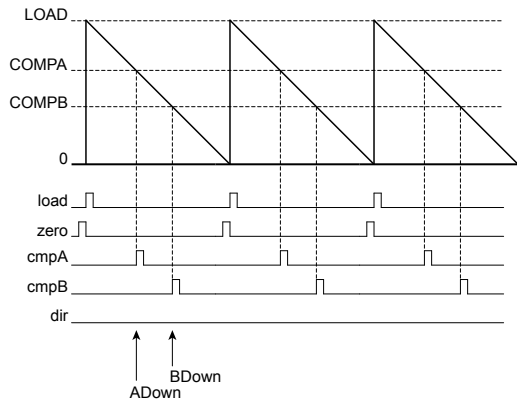 LOAD
COMPA
COMPB
0
load
zero
cmpA
cmpB
dir
BDown
ADown